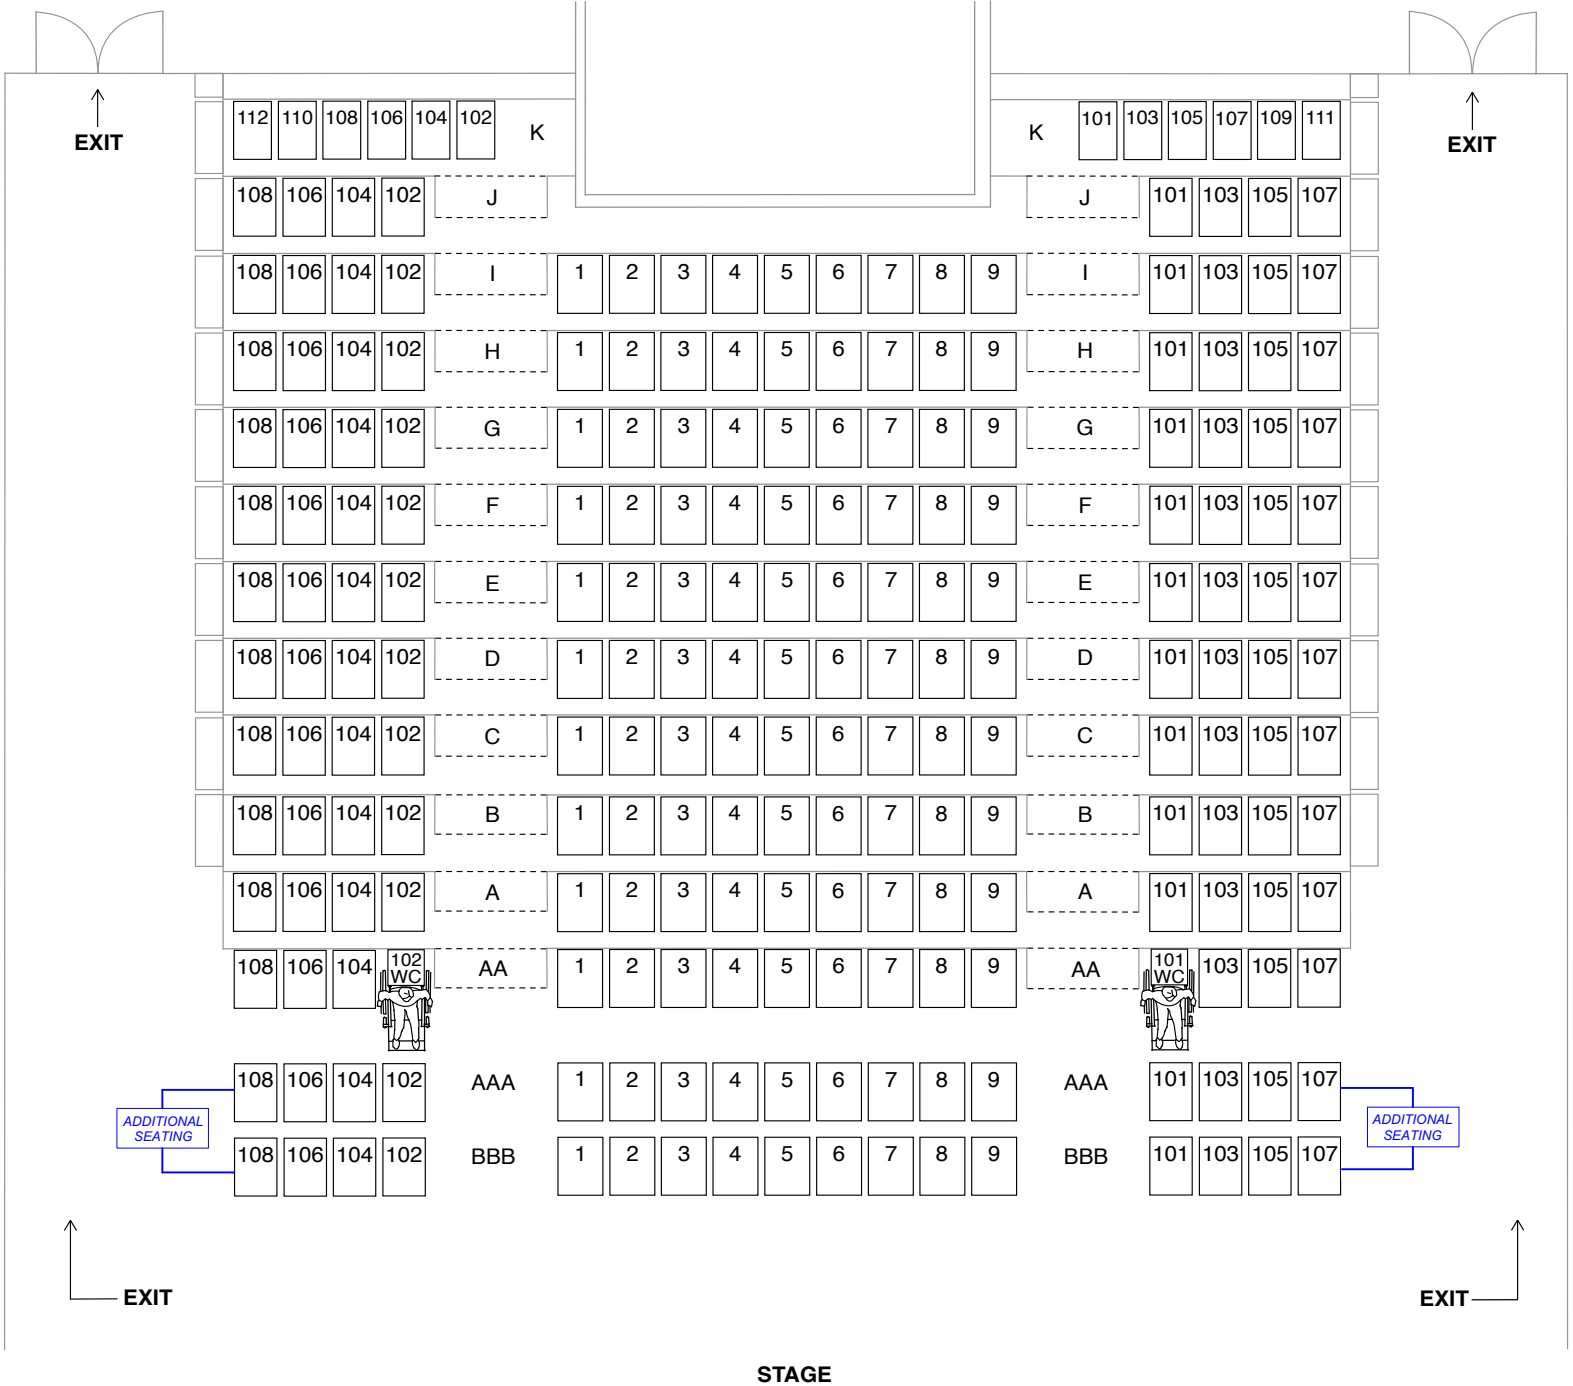 112 110 108 106 104 102 K K 101 103 105 107 109 111
EXIT EXIT
108 106 104 102 J J 101 103 105 107
108 106 104 102 I 1 2 3 4 5 6 7 8 9 I 101 103 105 107
108 106 104 102 H 1 2 3 4 5 6 7 8 9 H 101 103 105 107
108 106 104 102 G 1 2 3 4 5 6 7 8 9 G 101 103 105 107
108 106 104 102 F 1 2 3 4 5 6 7 8 9 F 101 103 105 107
108 106 104 102 E 1 2 3 4 5 6 7 8 9 E 101 103 105 107
108 106 104 102 D 1 2 3 4 5 6 7 8 9 D 101 103 105 107
108 106 104 102 C 1 2 3 4 5 6 7 8 9 C 101 103 105 107
108 106 104 102 B 1 2 3 4 5 6 7 8 9 B 101 103 105 107
108 106 104 102 A 1 2 3 4 5 6 7 8 9 A 101 103 105 107
108 106 104 102 AA 1 2 3 4 5 6 7 8 9 AA 101 103 105 107
WC WC
108 106 104 102 AAA 1 2 3 4 5 6 7 8 9 AAA 101 103 105 107
ADDITIONAL ADDITIONAL
SEATING SEATING
108 106 104 102 BBB 1 2 3 4 5 6 7 8 9 BBB 101 103 105 107
EXIT EXIT
STAGE